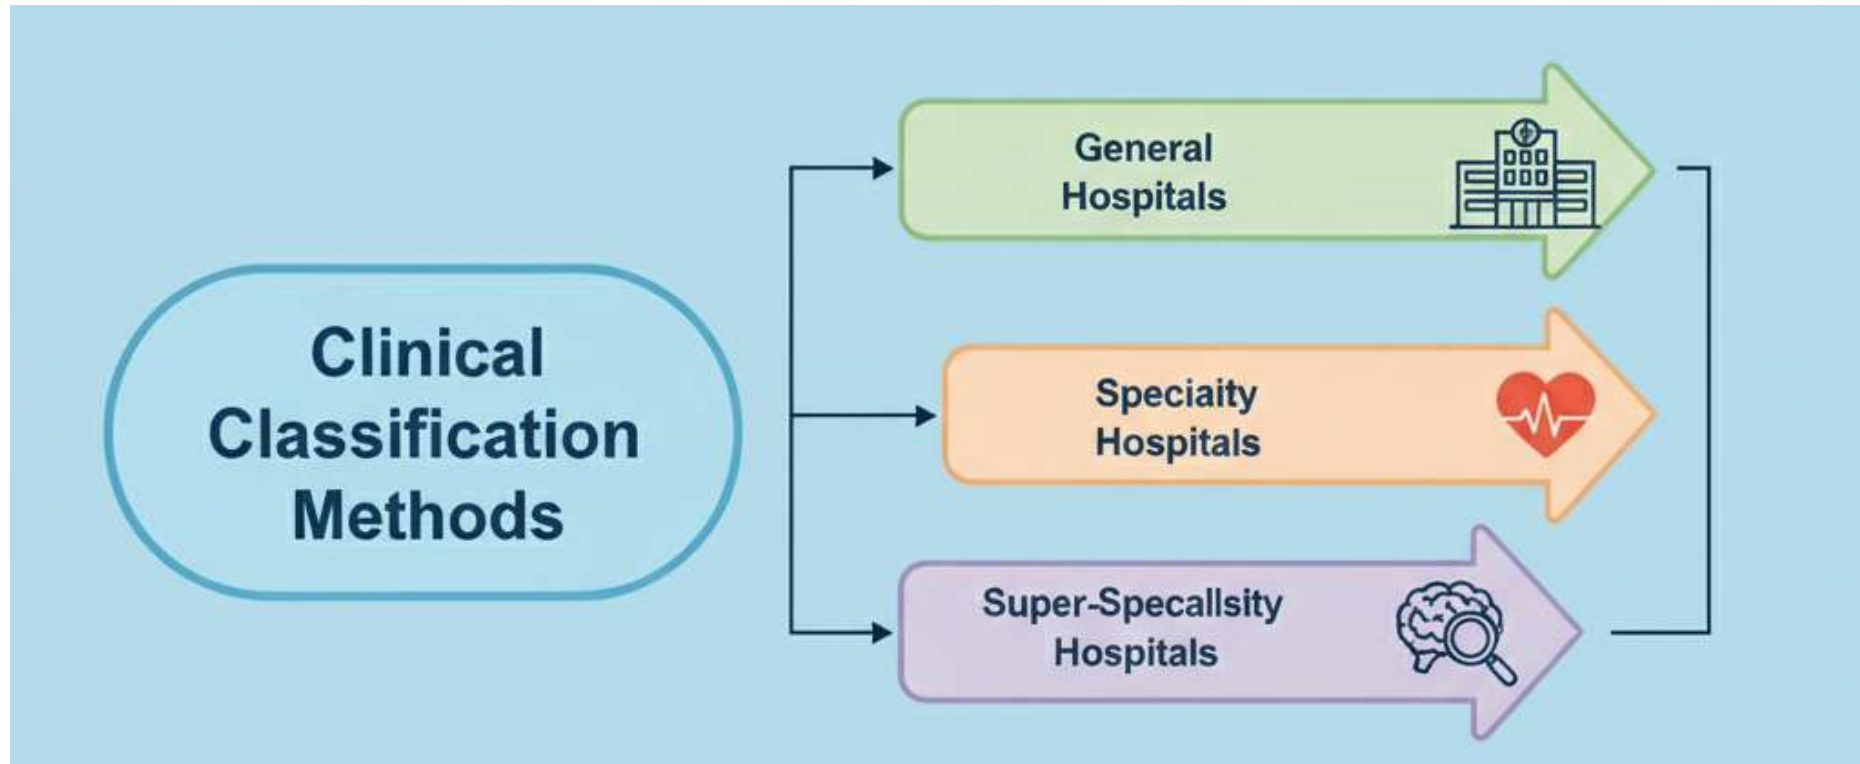 Clinical
Classification
Methods
General
Hospitals
Speciaity
Hospitals
Super-Specallsity
Hospitals